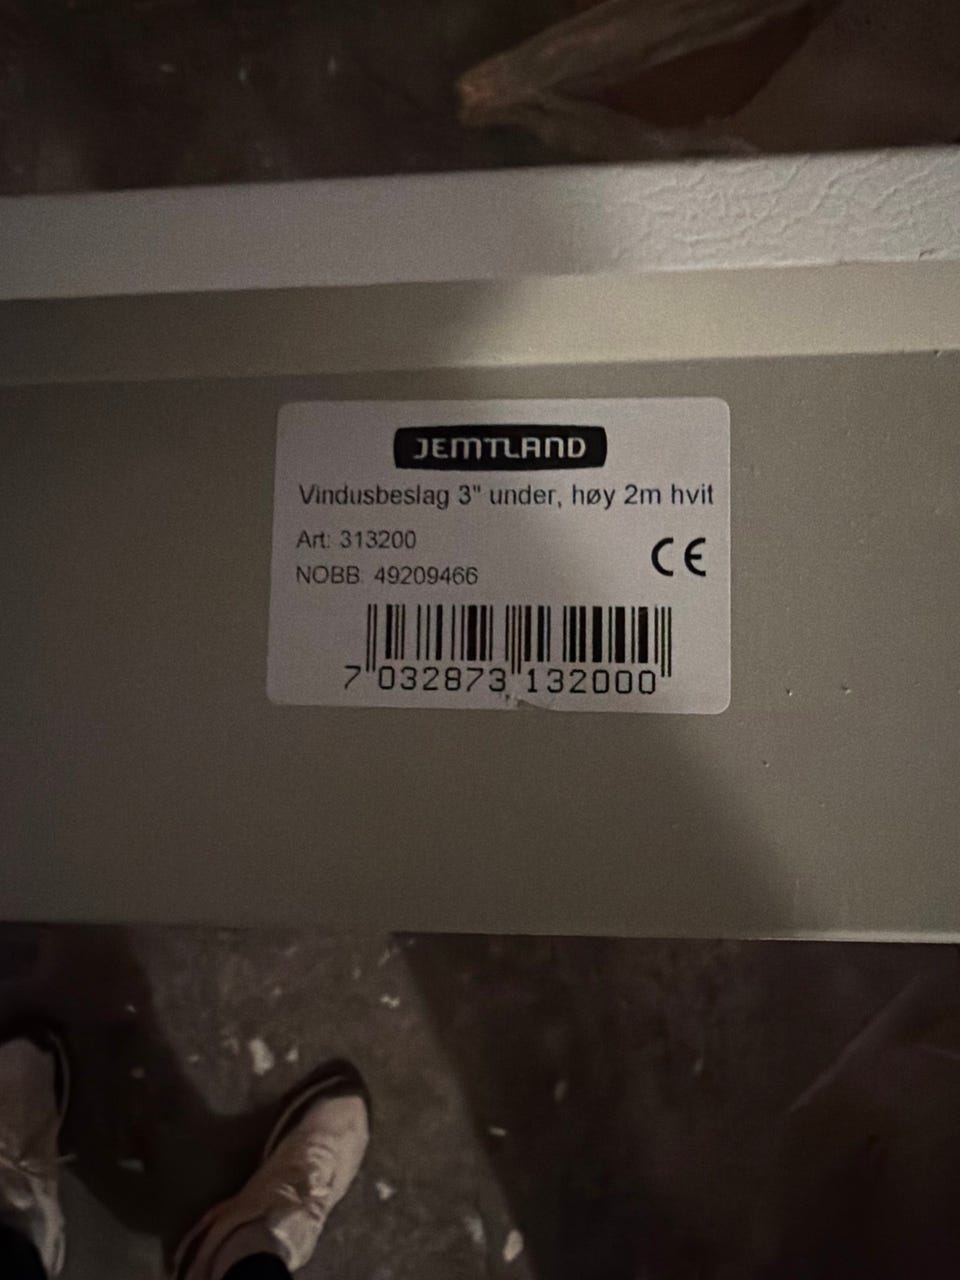 JEMTLAND
Vindusbeslag 3" under, høy 2m hvit
Art: 313200
NOBB: 49209466
CE
7 032873 132000